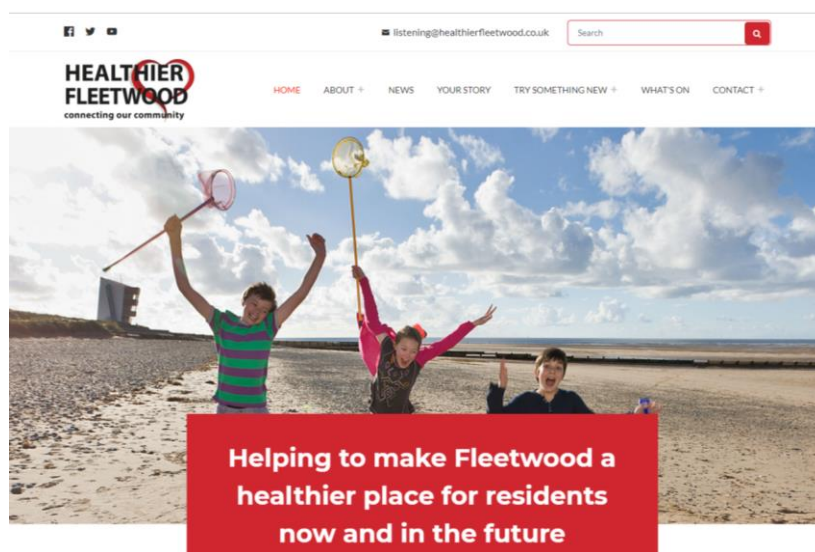 listening@healthierfleetwood.co.uk
Search
HEALTHIER
FLEETWOOD
connecting our community
HOME
ABOUT +
NEWS
YOUR STORY
TRY SOMETHING NEW +
WHAT'S ON
CONTACT +
Helping to make Fleetwood a
healthier place for residents
now and in the future